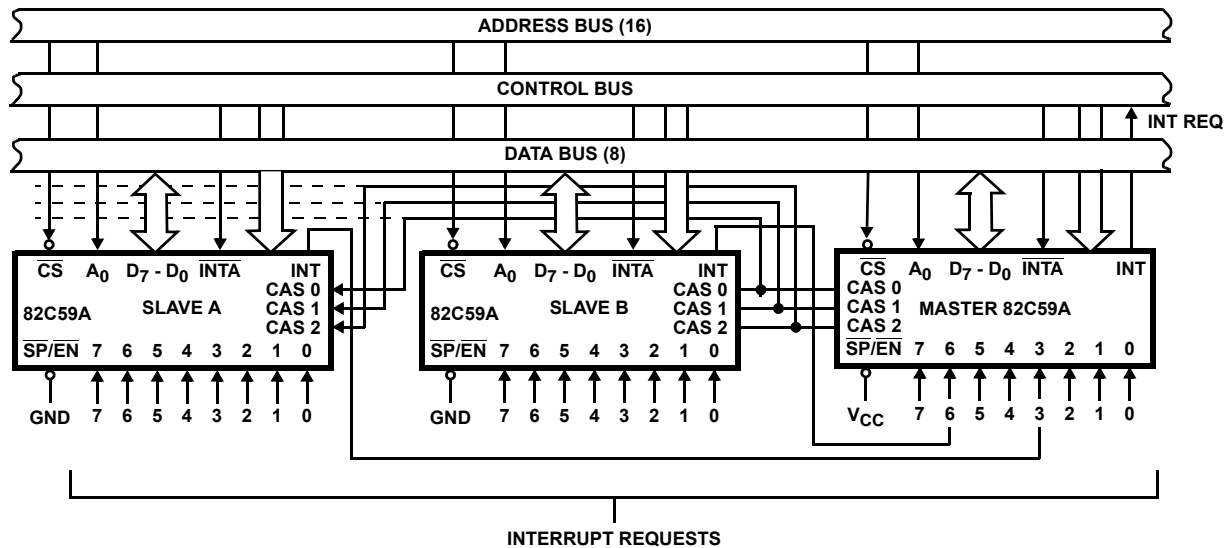 ADDRESS BUS (16)
CONTROL BUS
INT REQ
DATA BUS (8)
CS A0 D7 - D0 INTA INT
CAS 0
82C59A SLAVE A CAS 1
CAS 2
SP/EN 7 6 5 4 3 2 1 0
GND 7 6 5 4 3 2 1 0
CS A0 D7 - D0 INTA INT
CAS 0
82C59A SLAVE B CAS 1
CAS 2
SP/EN 7 6 5 4 3 2 1 0
GND 7 6 5 4 3 2 1 0
CS A0 D7 - D0 INTA INT
CAS 0
CAS 1 MASTER 82C59A
CAS 2
SP/EN 7 6 5 4 3 2 1 0
VCC 7 6 5 4 3 2 1 0
INTERRUPT REQUESTS